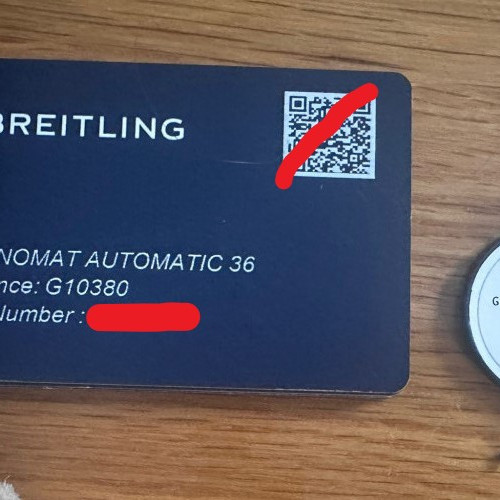 BREITLING
NOMAT AUTOMATIC 36
nce: G10380
Number :
G